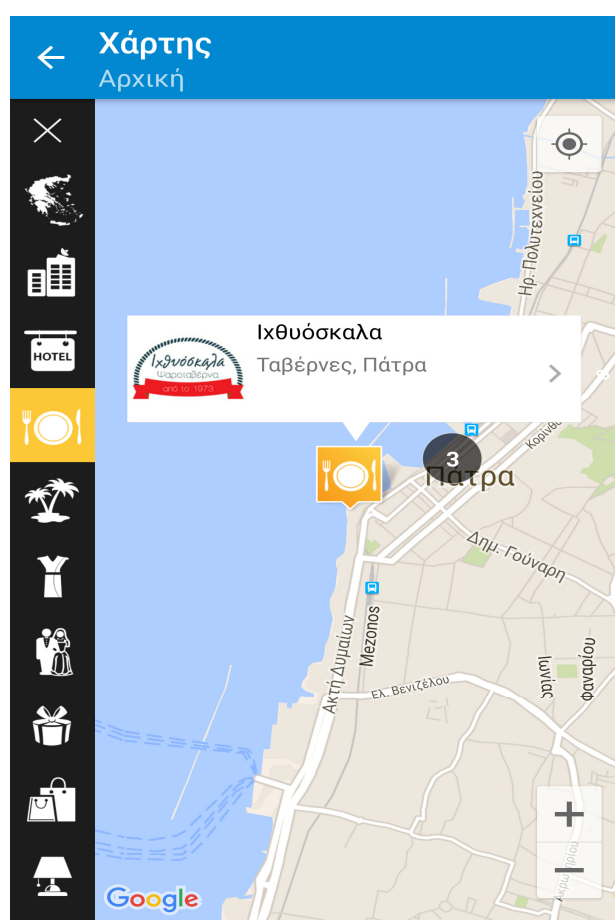 Χάρτης
Αρχική
HOTEL
Ηρ. Πολυτεχνείου
Ιχθυόσκαλα
Ταβέρνες, Πάτρα
Ιχθυόσκαλα
Ψαροταβέρνα
από το 1973
3
Πάτρα
Κορίνθο
Δημ. Γούναρη
Mezonos
Ακτή Δυμαίων
Ελ. Βενιζέλου
Ιωνίας
φαναρίου
+
−
Google